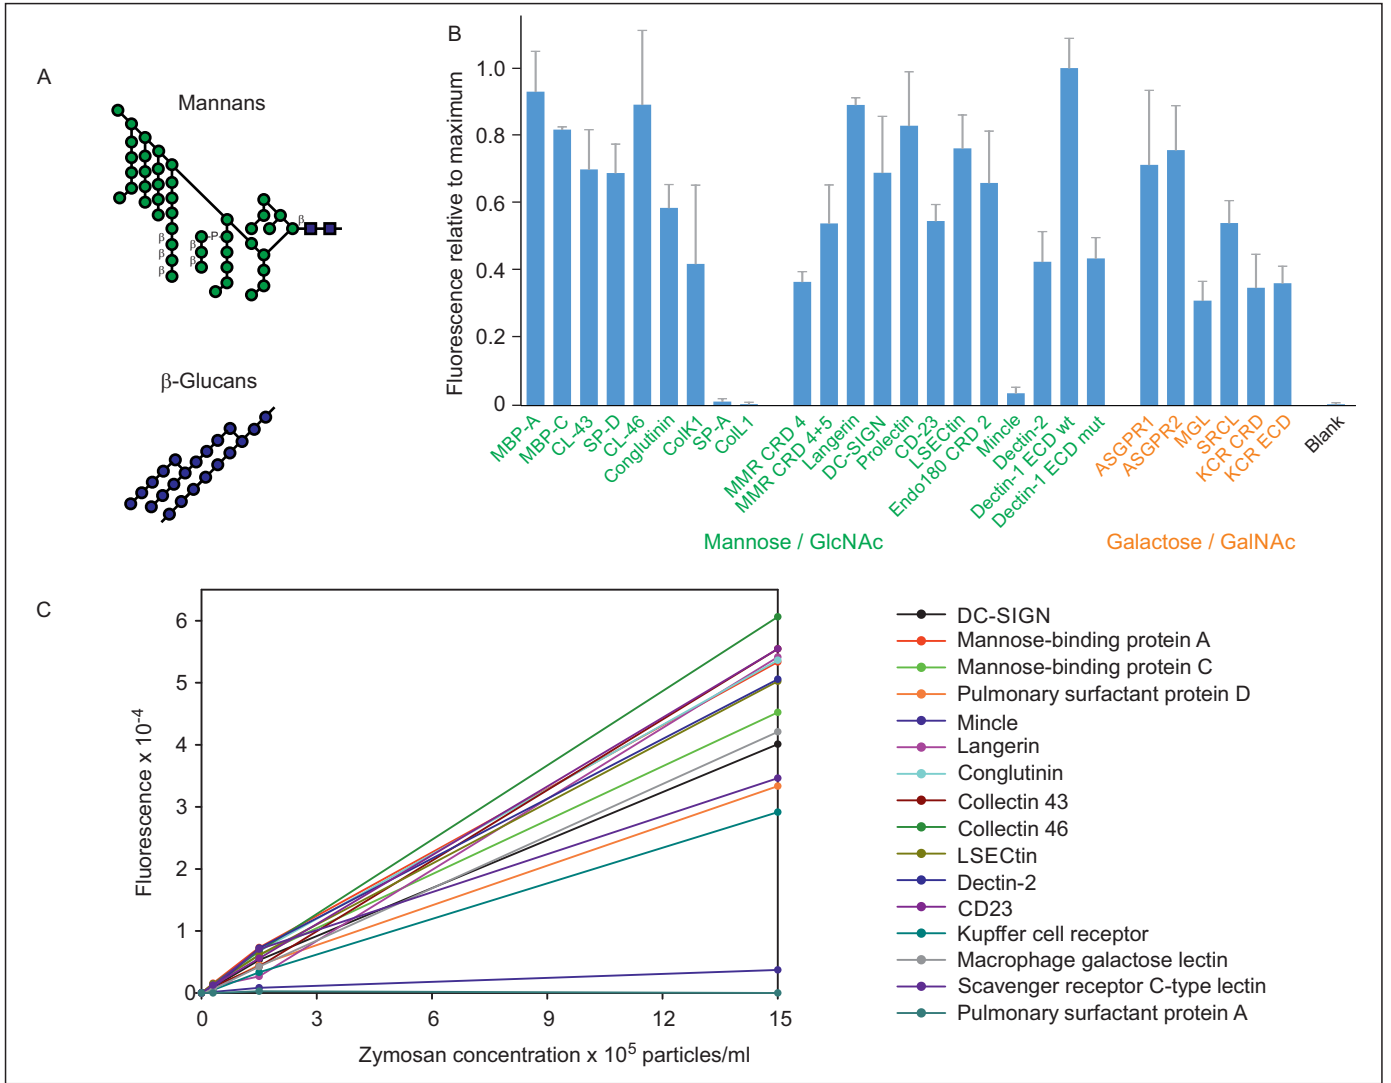 A
Mannans
β
P
β
β
β
β
β
β-Glucans
B
Fluorescence relative to maximum
1.0
0.8
0.6
0.4
0.2
0
MBP-A
MBP-C
CL-43
SP-D
CL-46
Conglutinin
ColK1
SP-A
ColL1
MMR CRD 4
MMR CRD 4+5
Langerin
DC-SIGN
Prolectin
CD-23
LSECtin
Endo180 CRD 2
Mincle
Dectin-2
Dectin-1 ECD wt
Dectin-1 ECD mut
ASGPR1
ASGPR2
MGL
SRCL
KCR CRD
KCR ECD
Blank
Mannose / GlcNAc
Galactose / GalNAc
C
Fluorescence x 10-4
6
5
4
3
2
1
0
0
3
6
9
12
15
Zymosan concentration x 105 particles/ml
DC-SIGN
Mannose-binding protein A
Mannose-binding protein C
Pulmonary surfactant protein D
Mincle
Langerin
Conglutinin
Collectin 43
Collectin 46
LSECtin
Dectin-2
CD23
Kupffer cell receptor
Macrophage galactose lectin
Scavenger receptor C-type lectin
Pulmonary surfactant protein A